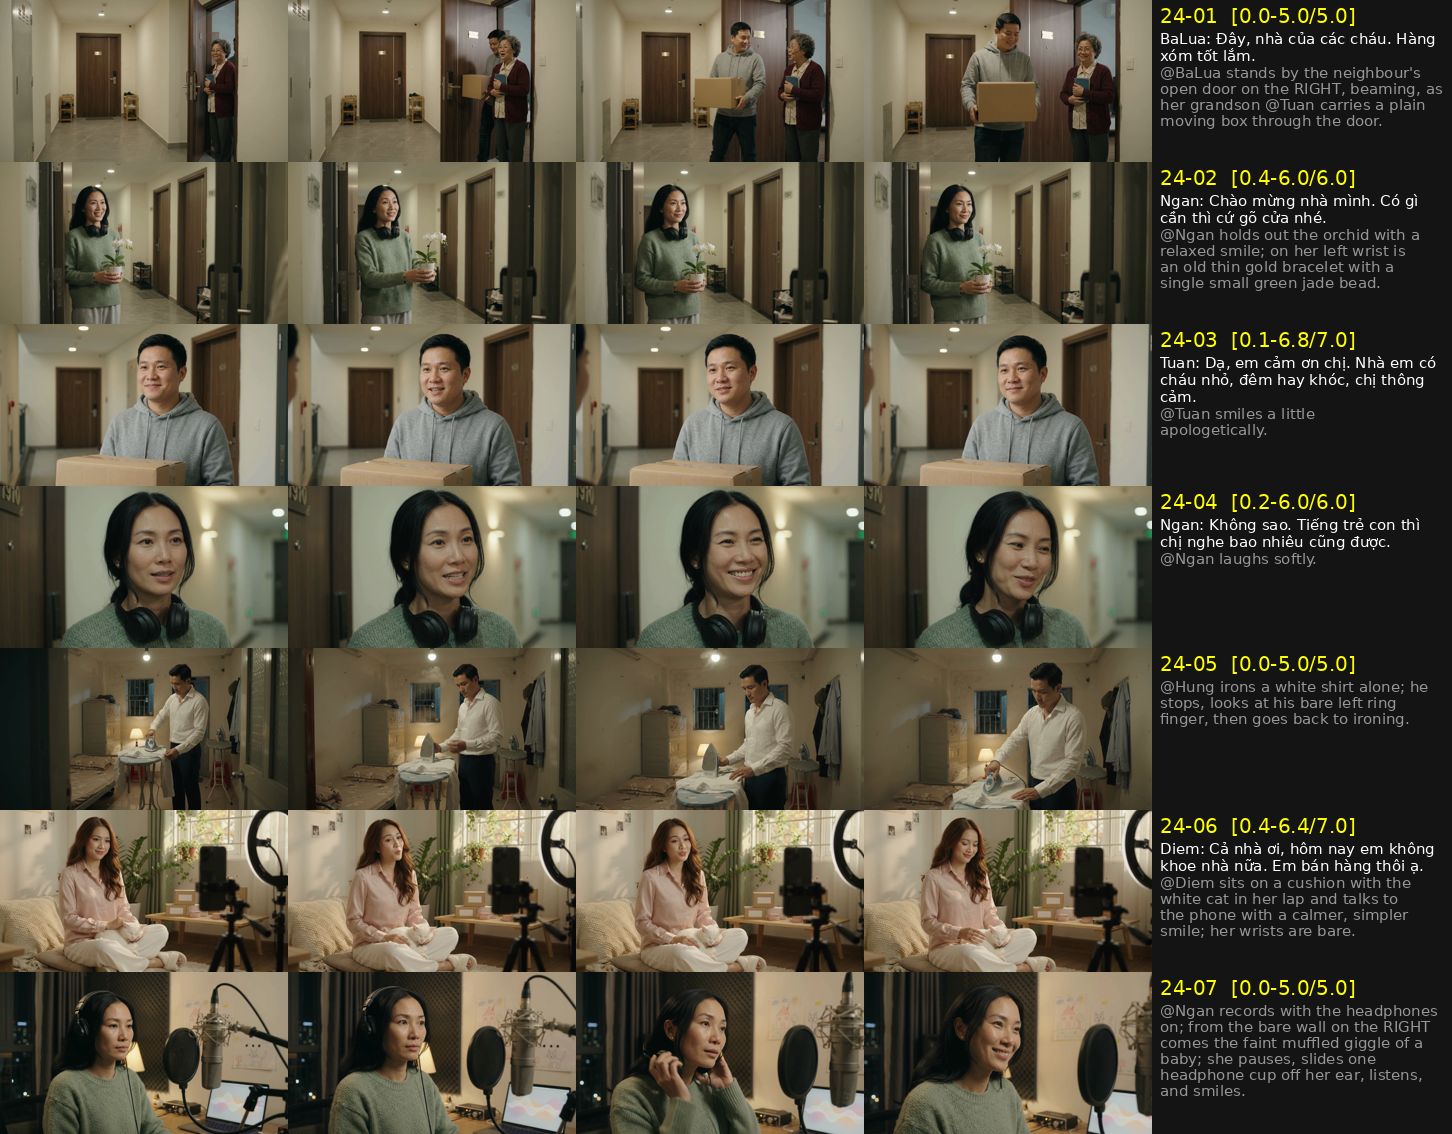 24-01 [0.0-5.0/5.0]
BaLua: Đây, nhà của các cháu. Hàng
xóm tốt lắm.
@BaLua stands by the neighbour's
open door on the RIGHT, beaming, as
her grandson @Tuan carries a plain
moving box through the door.
24-02 [0.4-6.0/6.0]
Ngan: Chào mừng nhà mình. Có gì
cần thì cứ gõ cửa nhé.
@Ngan holds out the orchid with a
relaxed smile; on her left wrist is
an old thin gold bracelet with a
single small green jade bead.
24-03 [0.1-6.8/7.0]
Tuan: Dạ, em cảm ơn chị. Nhà em có
cháu nhỏ, đêm hay khóc, chị thông
cảm.
@Tuan smiles a little
apologetically.
24-04 [0.2-6.0/6.0]
Ngan: Không sao. Tiếng trẻ con thì
chị nghe bao nhiêu cũng được.
@Ngan laughs softly.
24-05 [0.0-5.0/5.0]
@Hung irons a white shirt alone; he
stops, looks at his bare left ring
finger, then goes back to ironing.
24-06 [0.4-6.4/7.0]
Diem: Cả nhà ơi, hôm nay em không
khoe nhà nữa. Em bán hàng thôi ạ.
@Diem sits on a cushion with the
white cat in her lap and talks to
the phone with a calmer, simpler
smile; her wrists are bare.
24-07 [0.0-5.0/5.0]
@Ngan records with the headphones
on; from the bare wall on the RIGHT
comes the faint muffled giggle of a
baby; she pauses, slides one
headphone cup off her ear, listens,
and smiles.